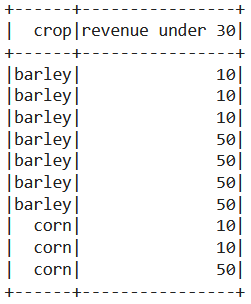 +------+----------------+
|  crop|revenue under 30|
+------+----------------+
|barley|              10|
|barley|              10|
|barley|              10|
|barley|              50|
|barley|              50|
|barley|              50|
|barley|              50|
|  corn|              10|
|  corn|              10|
|  corn|              50|
+------+----------------+